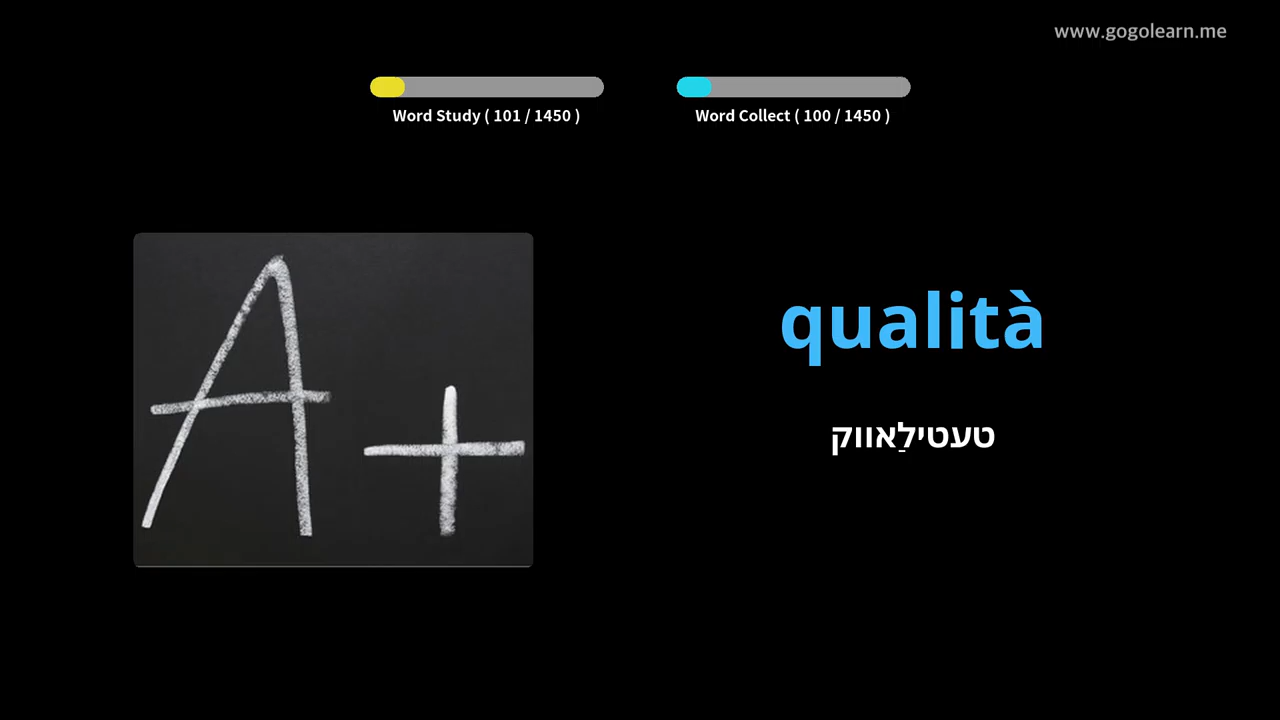 www.gogolearn.me
Word Study ( 101 / 1450 )
Word Collect ( 100 / 1450 )
A+
qualità
טעטילַאווק